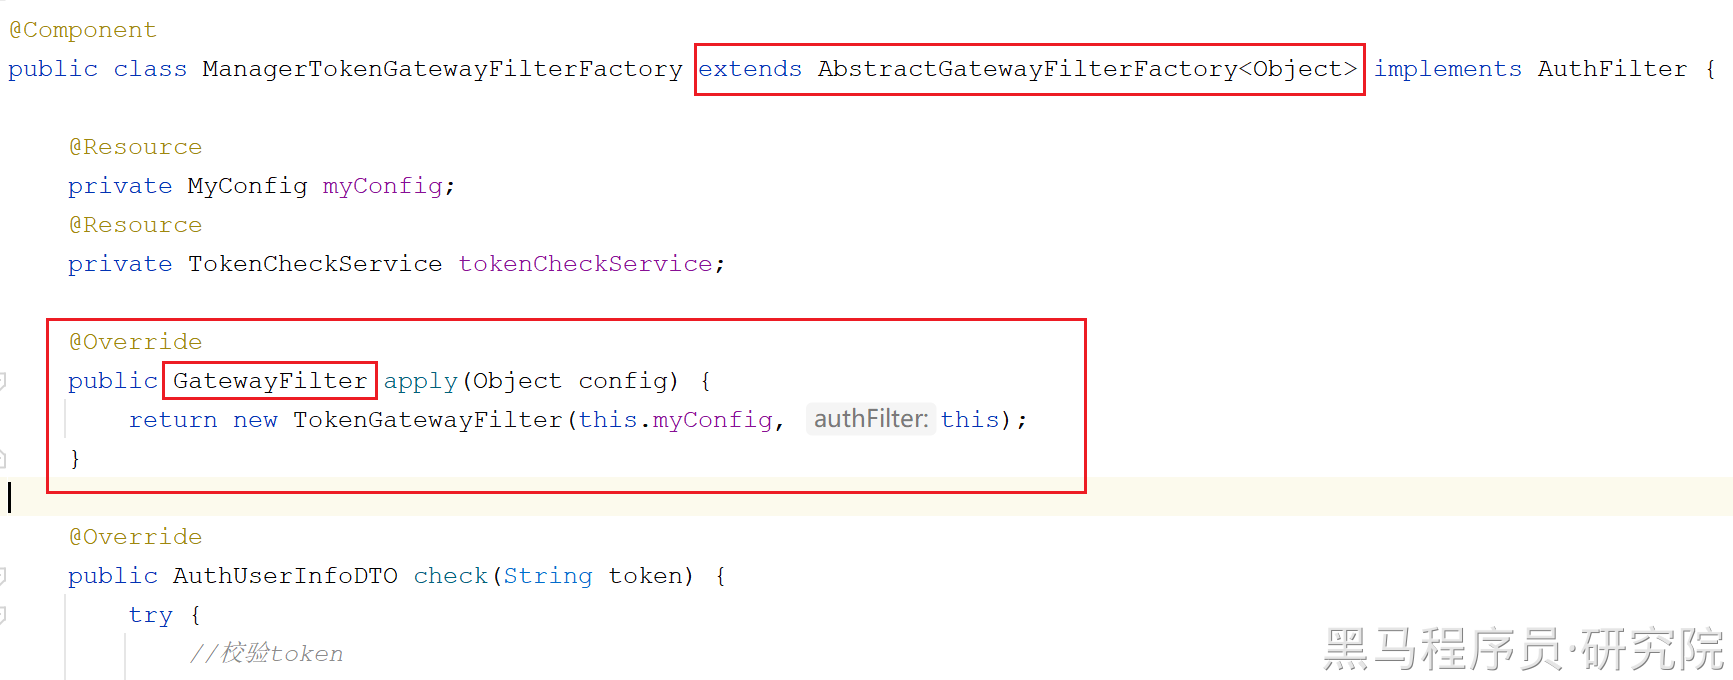 @Component
public class ManagerTokenGatewayFilterFactory extends AbstractGatewayFilterFactory<Object> implements AuthFilter {
@Resource
private MyConfig myConfig;
@Resource
private TokenCheckService tokenCheckService;
@Override
public GatewayFilter apply(Object config) {
return new TokenGatewayFilter(this.myConfig, authFilter: this);
}
@Override
public AuthUserInfoDTO check(String token) {
try {
//校验token
黑马程序员·研究院